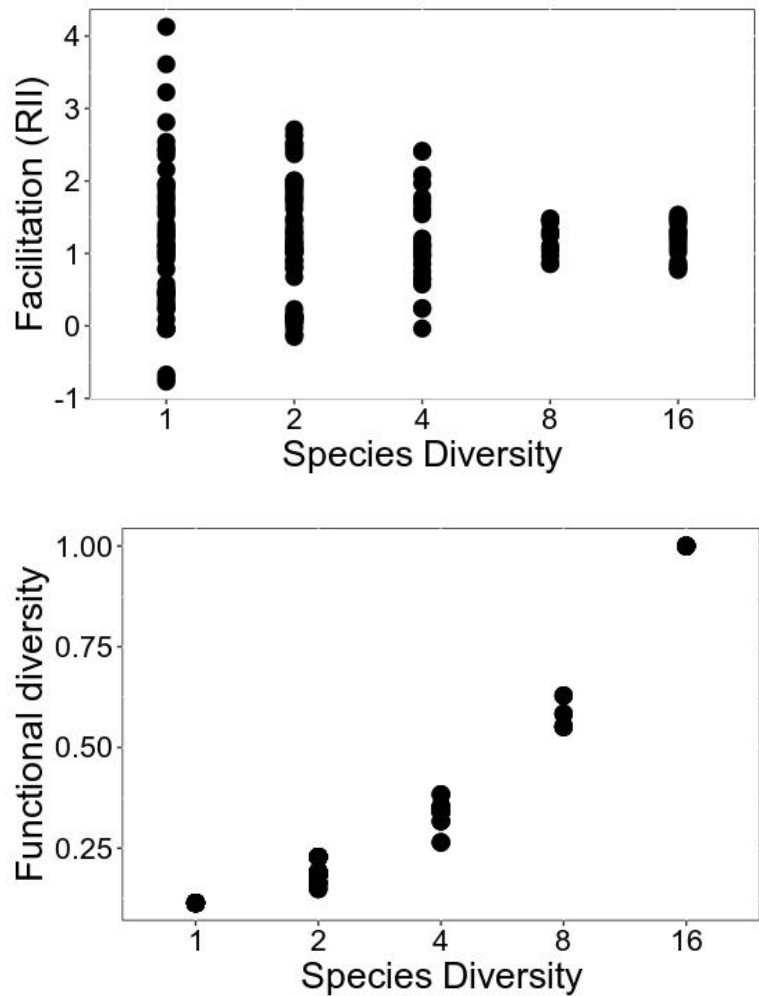 Facilitation (RII)
4
3
2
1
0
-1
1 2 4 8 16
Species Diversity
Functional diversity
1.00
0.75
0.50
0.25
1 2 4 8 16
Species Diversity